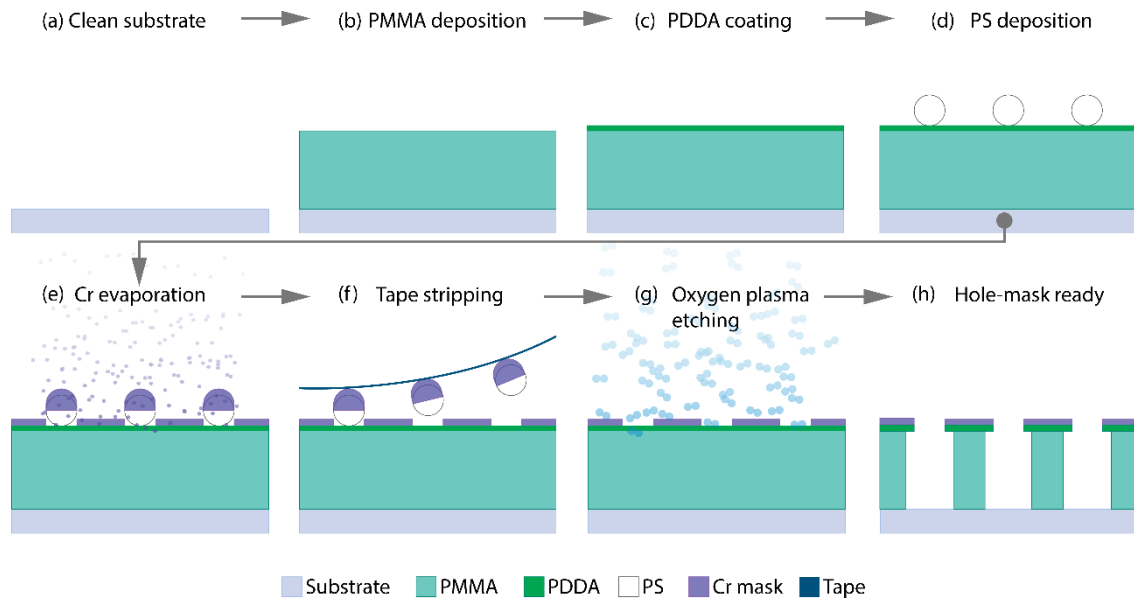 (a) Clean substrate
(b) PMMA deposition
(c) PDDA coating
(d) PS deposition
(e) Cr evaporation
(f) Tape stripping
(g) Oxygen plasma
etching
(h) Hole-mask ready
Substrate PMMA PDDA PS Cr mask Tape